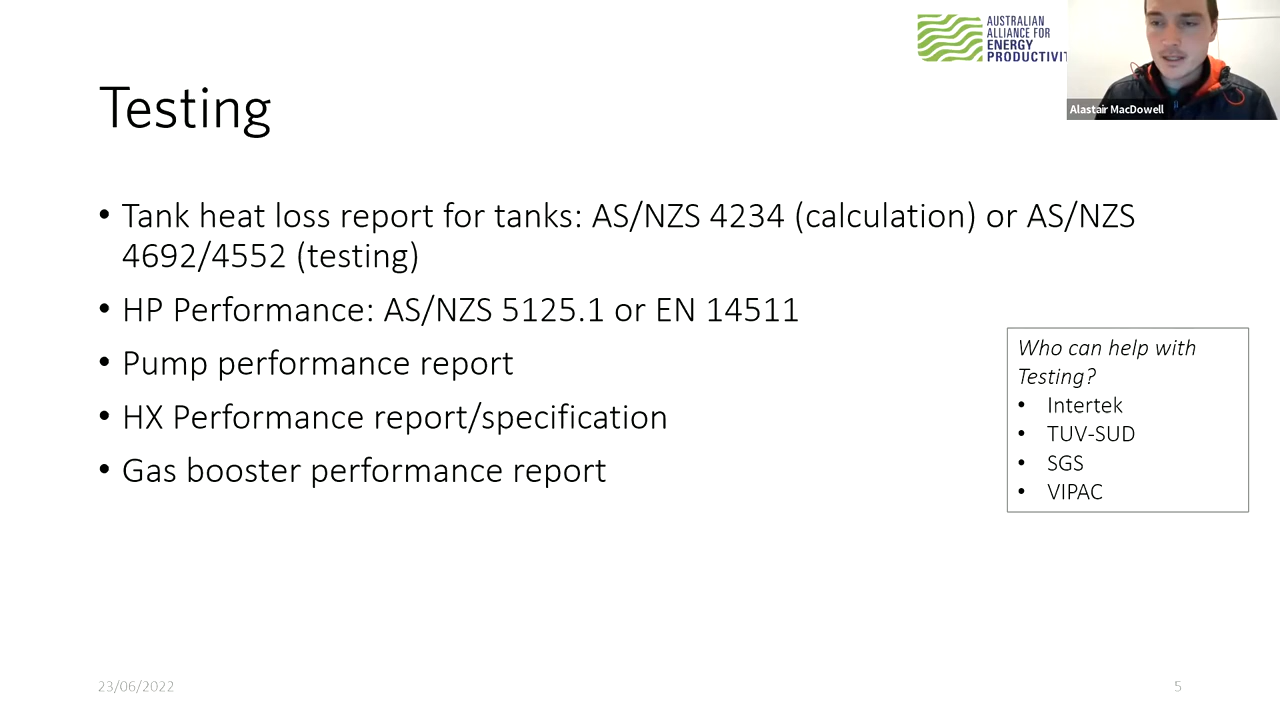 AUSTRALIAN
ALLIANCE FOR
ENERGY
Alastair MacDowell
Testing
• Tank heat loss report for tanks: AS/NZS 4234 (calculation) or AS/NZS
4692/4552 (testing)
• HP Performance: AS/NZS 5125.1 or EN 14511
• Pump performance report
• HX Performance report/specification
• Gas booster performance report
Who can help with
Testing?
• Intertek
• TUV-SUD
• SGS
• VIPAC
23/06/2022
5